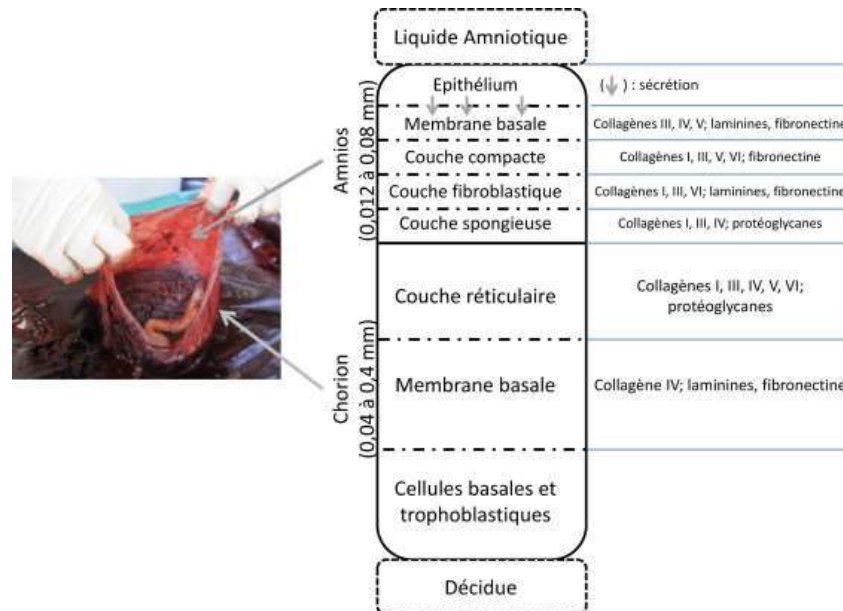 Liquide Amniotique
Epithélium
(↓) : sécrétion
Membrane basale
Collagènes III, IV, V; laminines, fibronectine
Couche compacte
Collagènes I, III, V, VI; fibronectine
Couche fibroblastique
Collagènes I, III, VI; laminines, fibronectine
Couche spongieuse
Collagènes I, III, IV; protéoglycanes
Amnios
(0,012 à 0,08 mm)
Couche réticulaire
Collagènes I, III, IV, V, VI;
protéoglycanes
Membrane basale
Collagène IV; laminines, fibronectine
Chorion
(0,04 à 0,4 mm)
Cellules basales et
trophoblastiques
Décidue